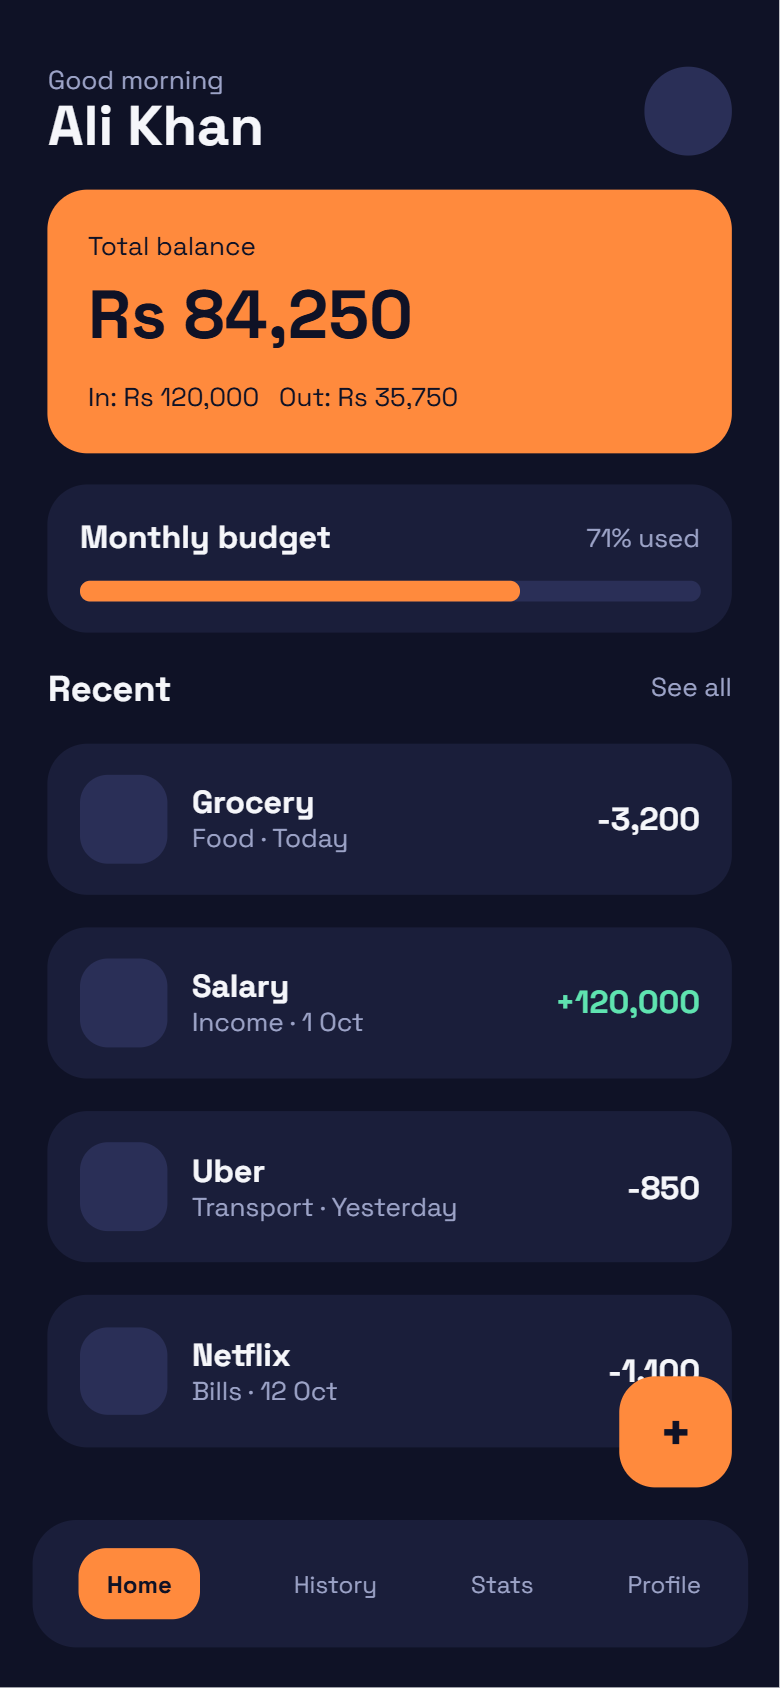 Good morning
Ali Khan
Total balance
Rs 84,250
In: Rs 120,000 Out: Rs 35,750
Monthly budget 71% used
Recent See all
Grocery
Food · Today
-3,200
Salary
Income · 1 Oct
+120,000
Uber
Transport · Yesterday
-850
Netflix
Bills · 12 Oct
-1,100
+
Home History Stats Profile